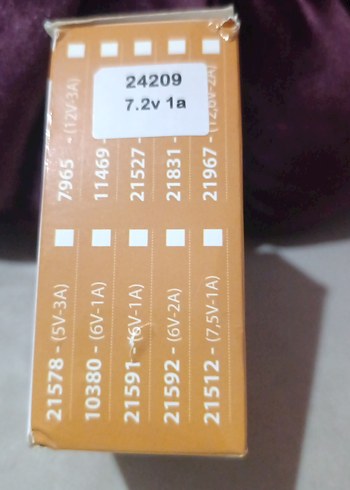 24209
7.2v 1a
7965 - (12V-3A)
11469
21527 -
21831 -
21967 - (12,6V-2A)
21578 - (5V-3A)
10380 - (6V-1A)
21591 - (6V-1A)
21592 - (6V-2A)
21512 - (7,5V-1A)